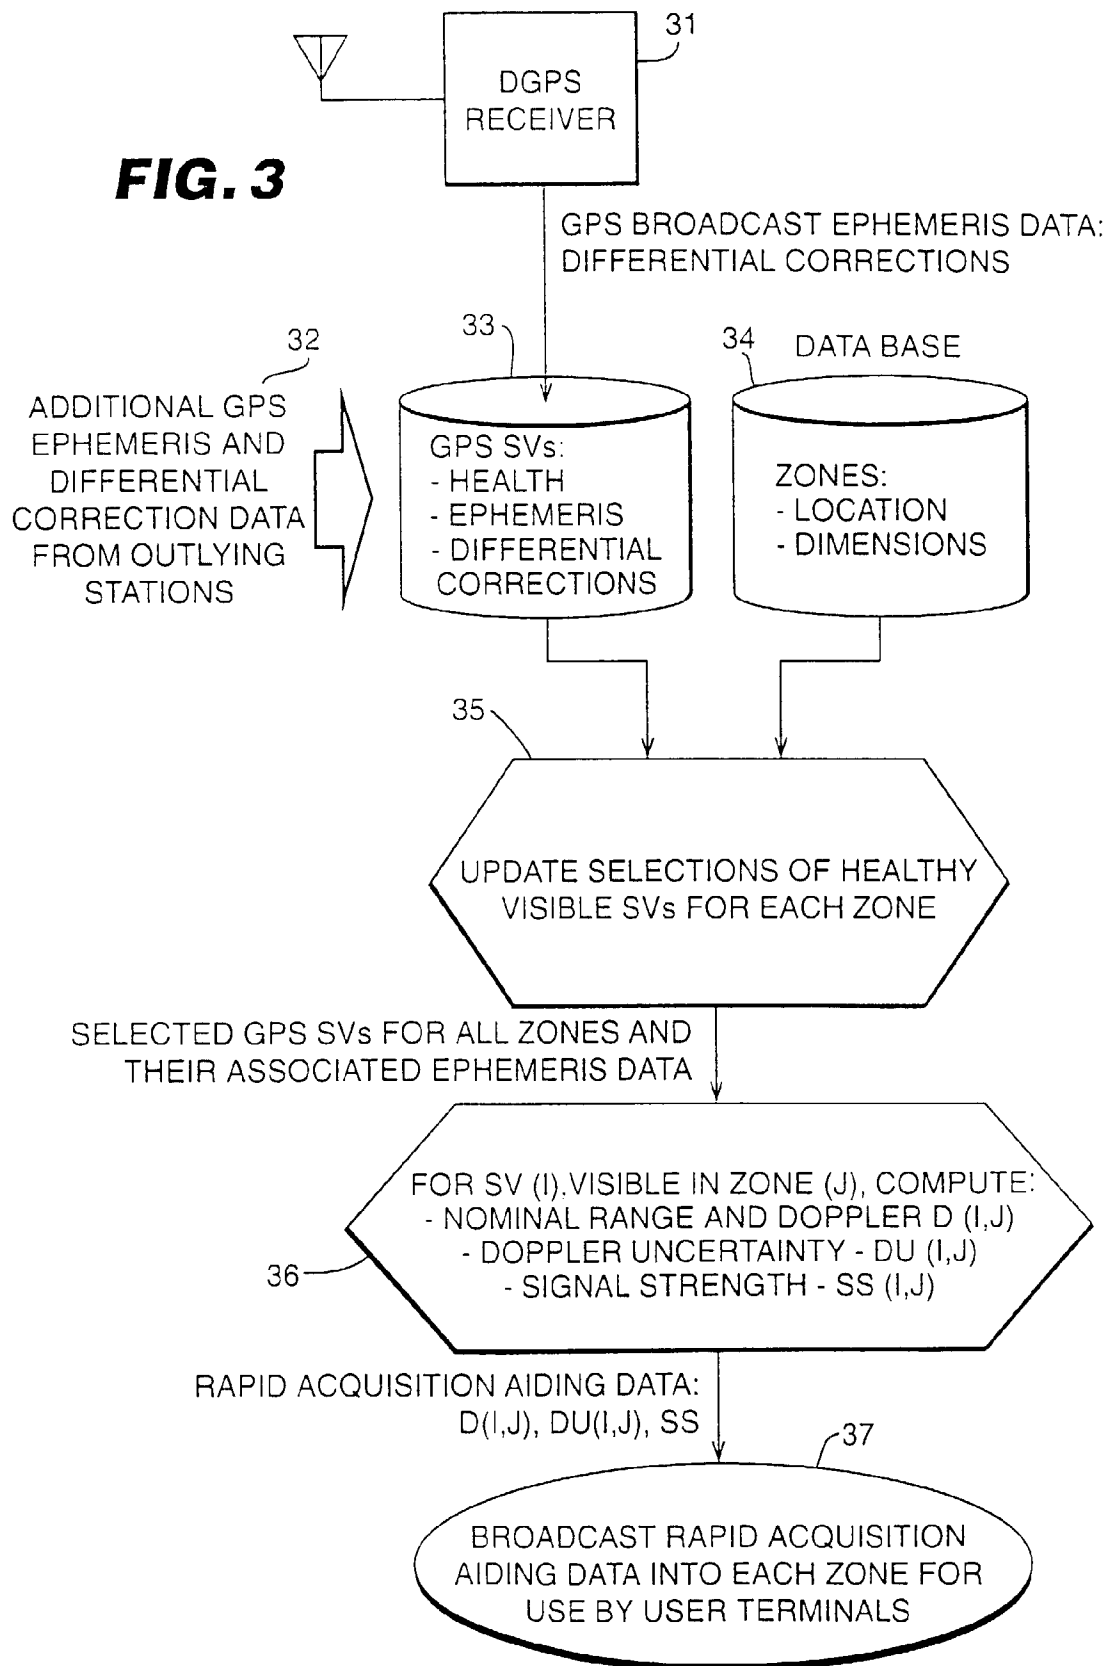 31
DGPS
RECEIVER
FIG. 3
GPS BROADCAST EPHEMERIS DATA:
DIFFERENTIAL CORRECTIONS
32
ADDITIONAL GPS
EPHEMERIS AND
DIFFERENTIAL
CORRECTION DATA
FROM OUTLYING
STATIONS
33
GPS SVs:
- HEALTH
- EPHEMERIS
- DIFFERENTIAL
CORRECTIONS
34
DATA BASE
ZONES:
- LOCATION
- DIMENSIONS
35
UPDATE SELECTIONS OF HEALTHY
VISIBLE SVs FOR EACH ZONE
SELECTED GPS SVs FOR ALL ZONES AND
THEIR ASSOCIATED EPHEMERIS DATA
FOR SV (I).VISIBLE IN ZONE (J), COMPUTE:
- NOMINAL RANGE AND DOPPLER D (I,J)
- DOPPLER UNCERTAINTY - DU (I,J)
- SIGNAL STRENGTH - SS (I,J)
36
RAPID ACQUISITION AIDING DATA:
D(I,J), DU(I,J), SS
37
BROADCAST RAPID ACQUISITION
AIDING DATA INTO EACH ZONE FOR
USE BY USER TERMINALS